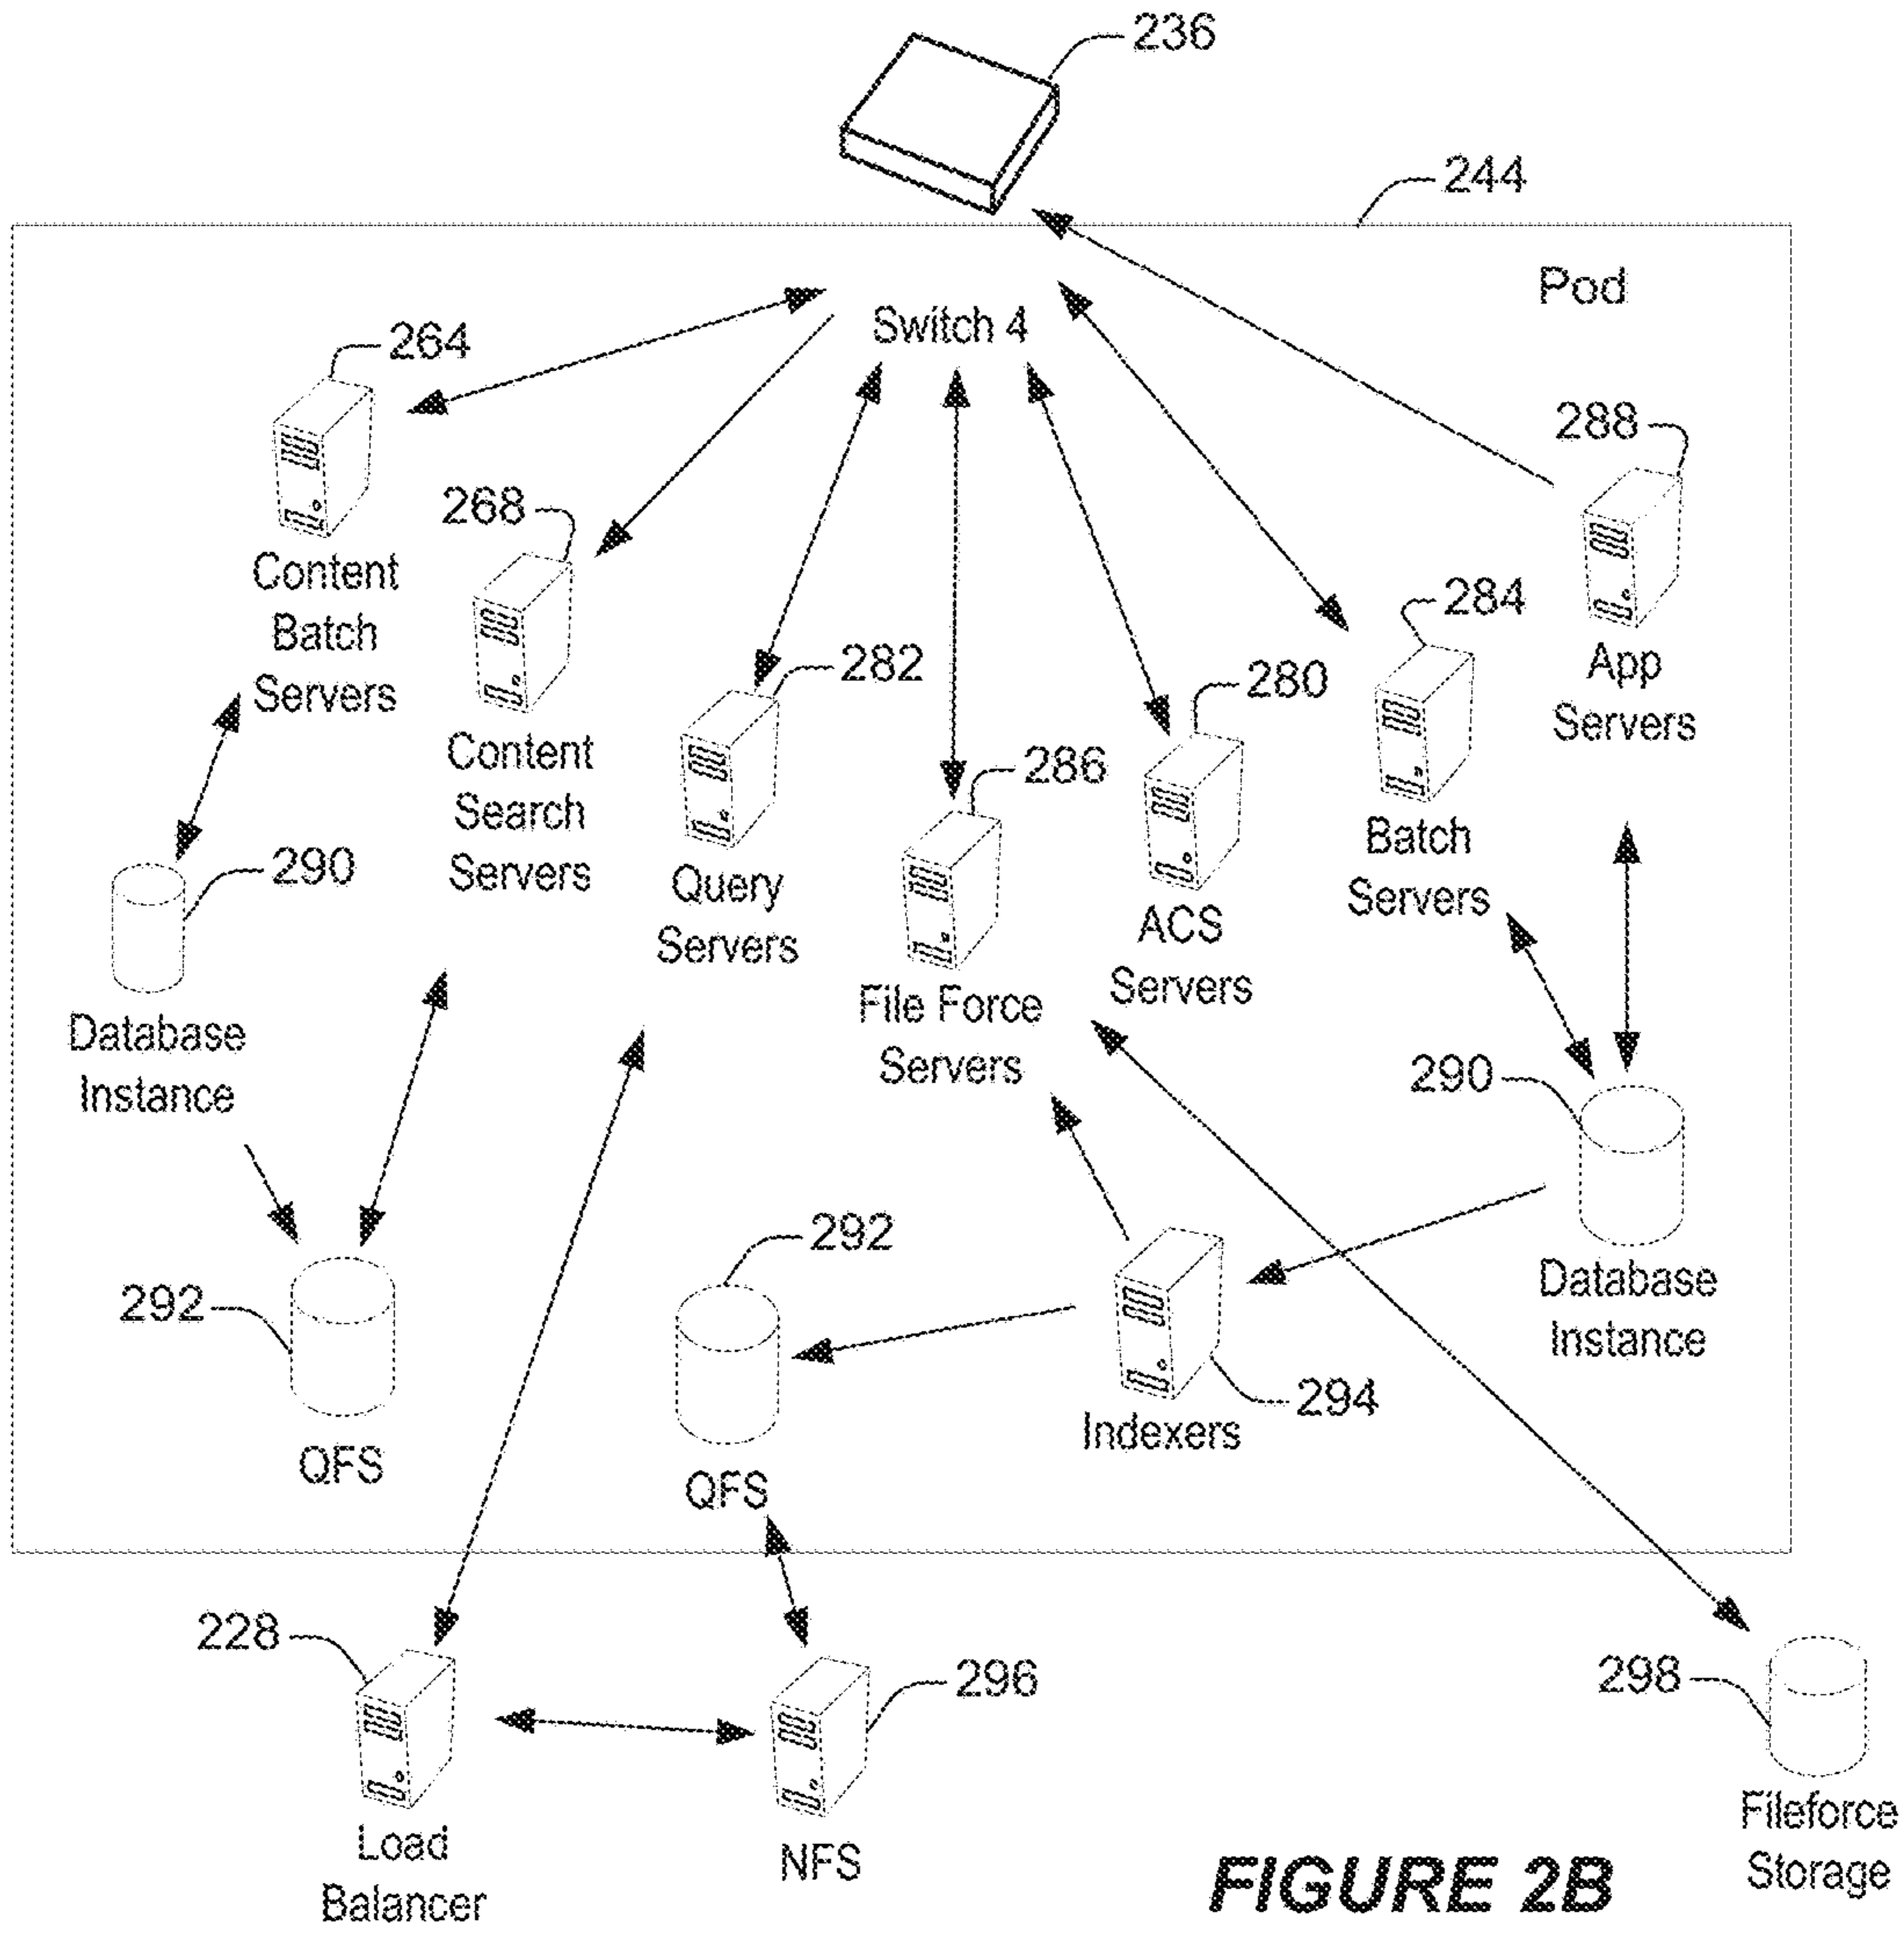 236
244
Pod
Switch 4
264
Content
Batch
Servers
268
Content
Search
Servers
282
Query
Servers
286
File Force
Servers
280
ACS
Servers
284
Batch
Servers
288
App
Servers
290
Database
Instance
290
Database
Instance
292
QFS
292
QFS
294
Indexers
228
Load
Balancer
296
NFS
298
Fileforce
Storage
FIGURE 2B